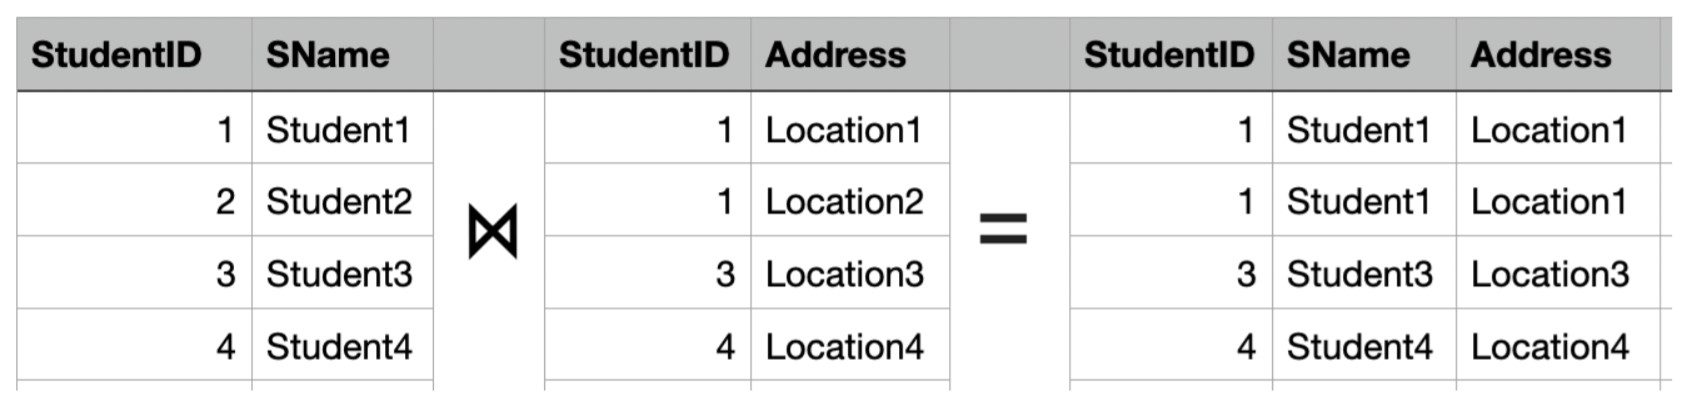 StudentID SName StudentID Address StudentID SName Address
1 Student1 1 Location1 1 Student1 Location1
2 Student2 1 Location2 1 Student1 Location1
⋈ =
3 Student3 3 Location3 3 Student3 Location3
4 Student4 4 Location4 4 Student4 Location4